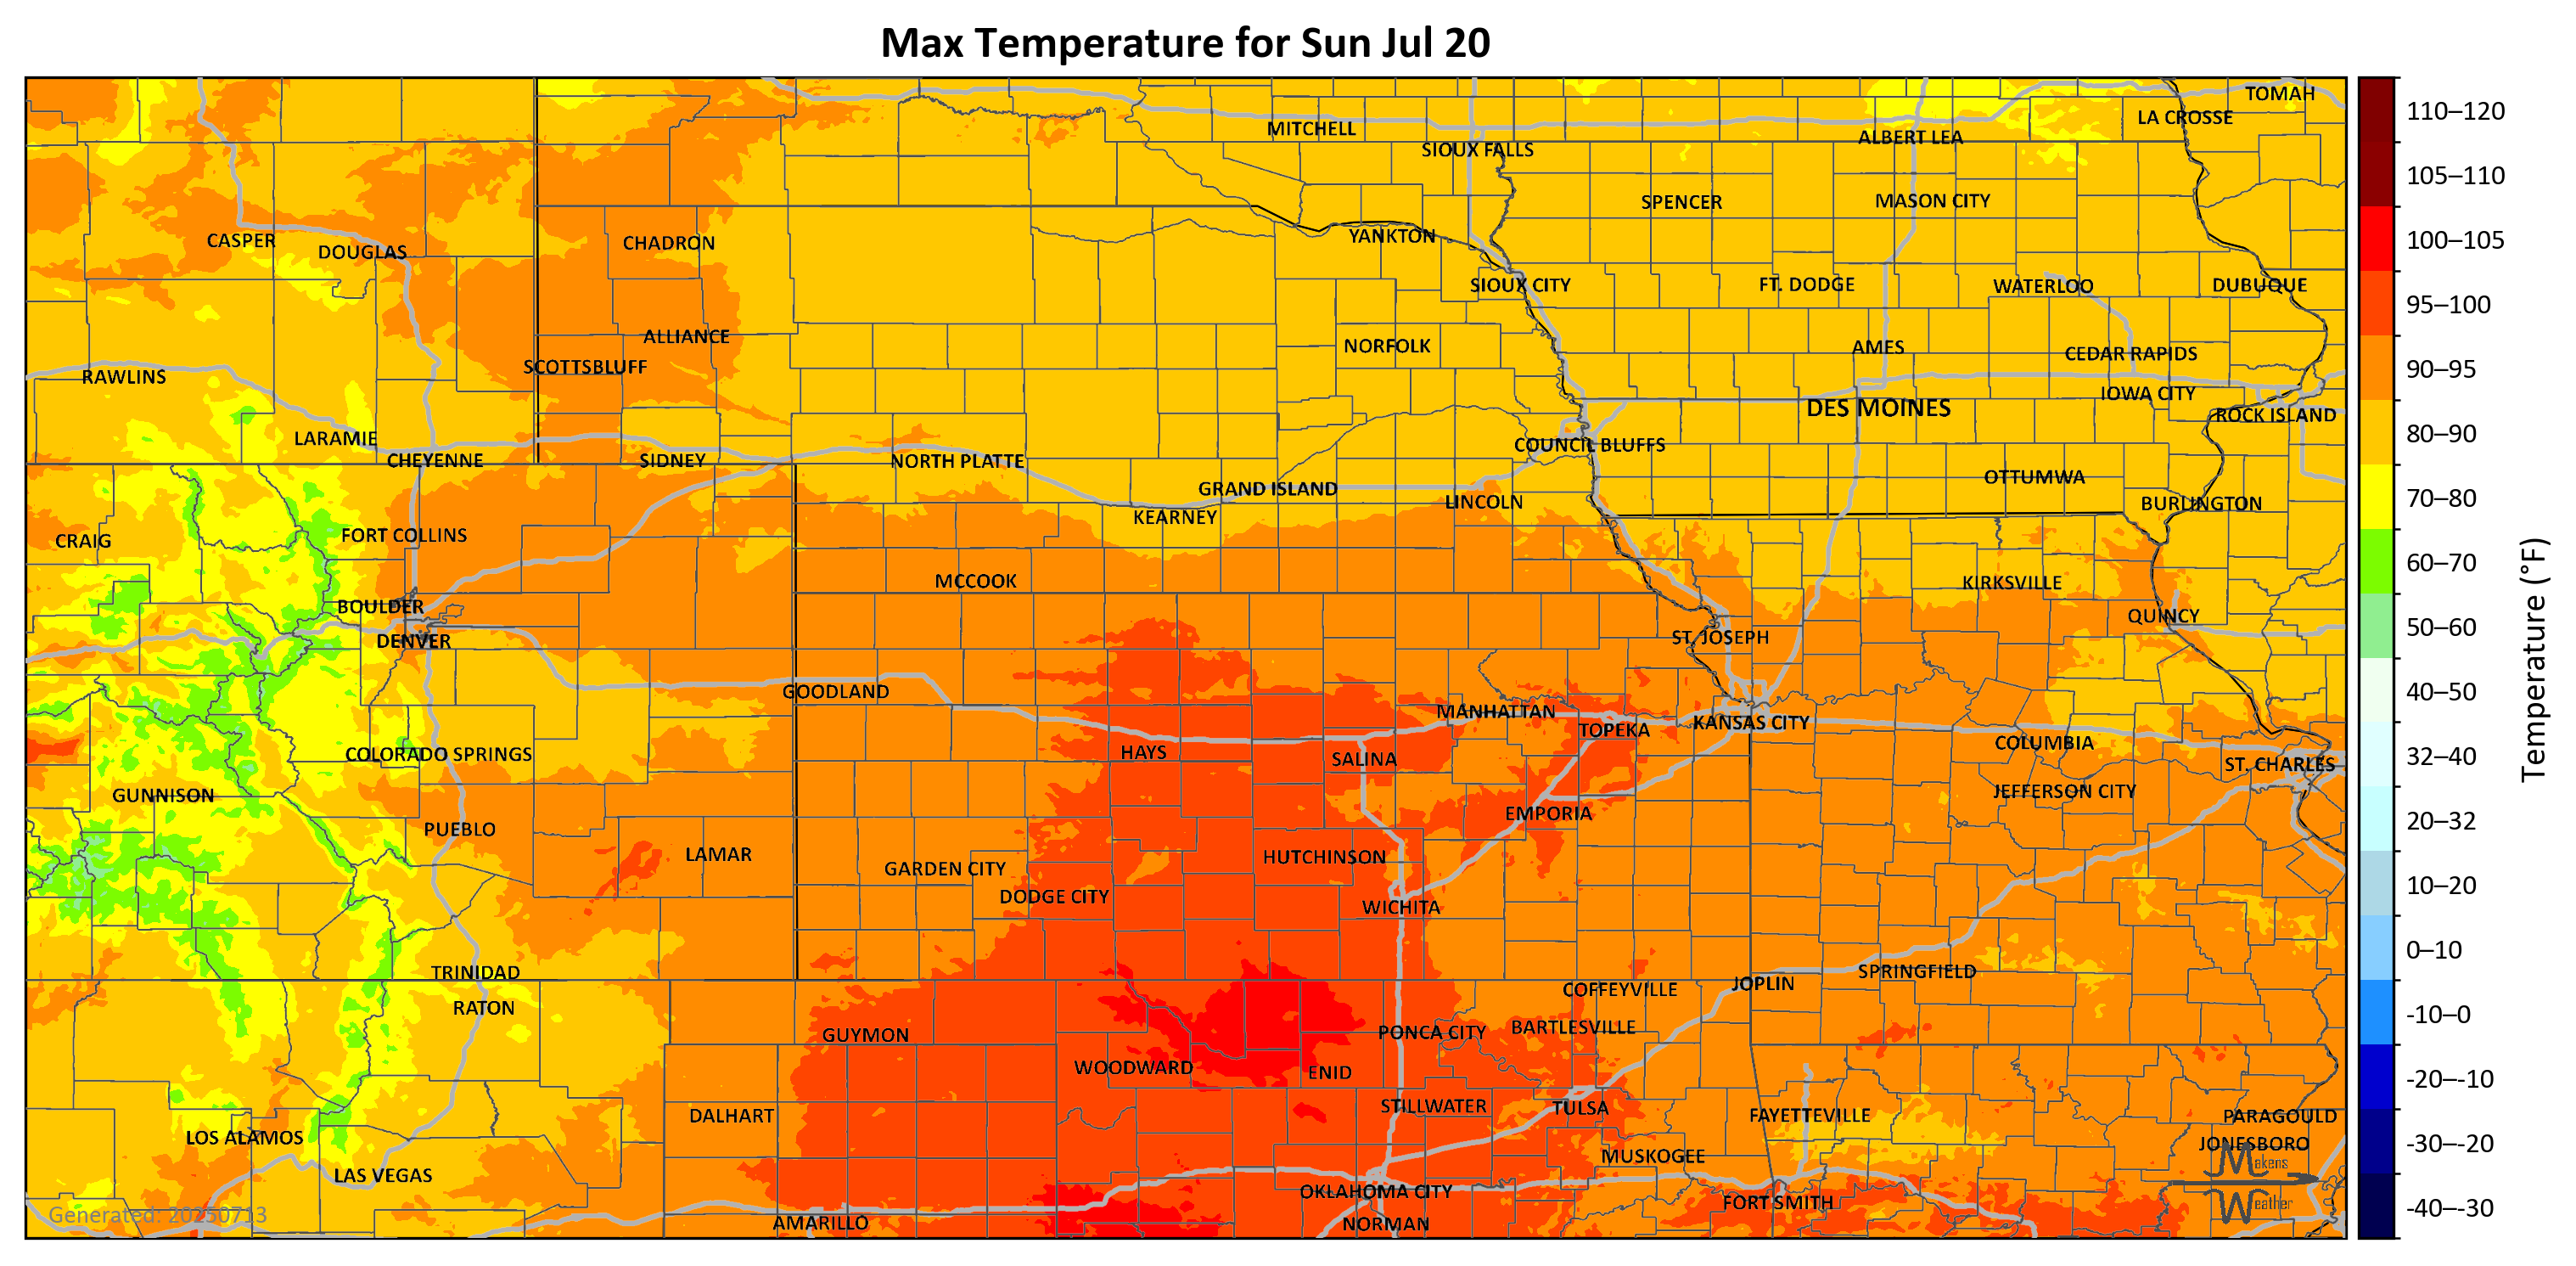 Max Temperature for Sun Jul 20
TOMAH
LA CROSSE
MITCHELL
ALBERT LEA
SIOUX FALLS
SPENCER
MASON CITY
CASPER
DOUGLAS
CHADRON
YANKTON
SIOUX CITY
FT. DODGE
WATERLOO
DUBUQUE
ALLIANCE
NORFOLK
AMES
CEDAR RAPIDS
SCOTTSBLUFF
RAWLINS
IOWA CITY
DES MOINES
ROCK ISLAND
LARAMIE
COUNCIL BLUFFS
CHEYENNE
SIDNEY
NORTH PLATTE
OTTUMWA
GRAND ISLAND
LINCOLN
BURLINGTON
KEARNEY
FORT COLLINS
CRAIG
MCCOOK
KIRKSVILLE
BOULDER
QUINCY
DENVER
ST. JOSEPH
GOODLAND
MANHATTAN
TOPEKA
KANSAS CITY
COLUMBIA
COLORADO SPRINGS
HAYS
SALINA
ST. CHARLES
GUNNISON
JEFFERSON CITY
EMPORIA
PUEBLO
LAMAR
HUTCHINSON
GARDEN CITY
DODGE CITY
WICHITA
TRINIDAD
SPRINGFIELD
JOPLIN
COFFEYVILLE
RATON
GUYMON
PONCA CITY
BARTLESVILLE
WOODWARD
ENID
STILLWATER
TULSA
DALHART
FAYETTEVILLE
PARAGOULD
LOS ALAMOS
JONESBORO
MUSKOGEE
LAS VEGAS
OKLAHOMA CITY
FORT SMITH
AMARILLO
NORMAN
Generated: 20250713
Makens
Weather
110–120
105–110
100–105
95–100
90–95
80–90
70–80
60–70
50–60
40–50
32–40
20–32
10–20
0–10
-10–0
-20–-10
-30–-20
-40–-30
Temperature (°F)